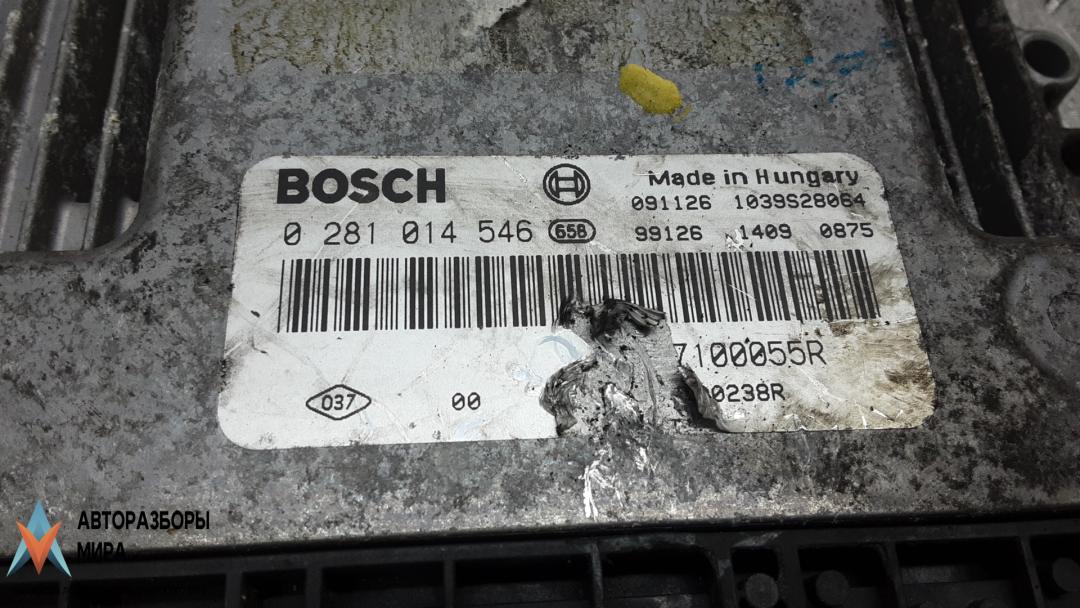 BOSCH
Made in Hungary
091126 1039S28064
0 281 014 546 658
99126 1409 0875
7100055R
037 00
0238R
АВТОРАЗБОРЫ
МИРА